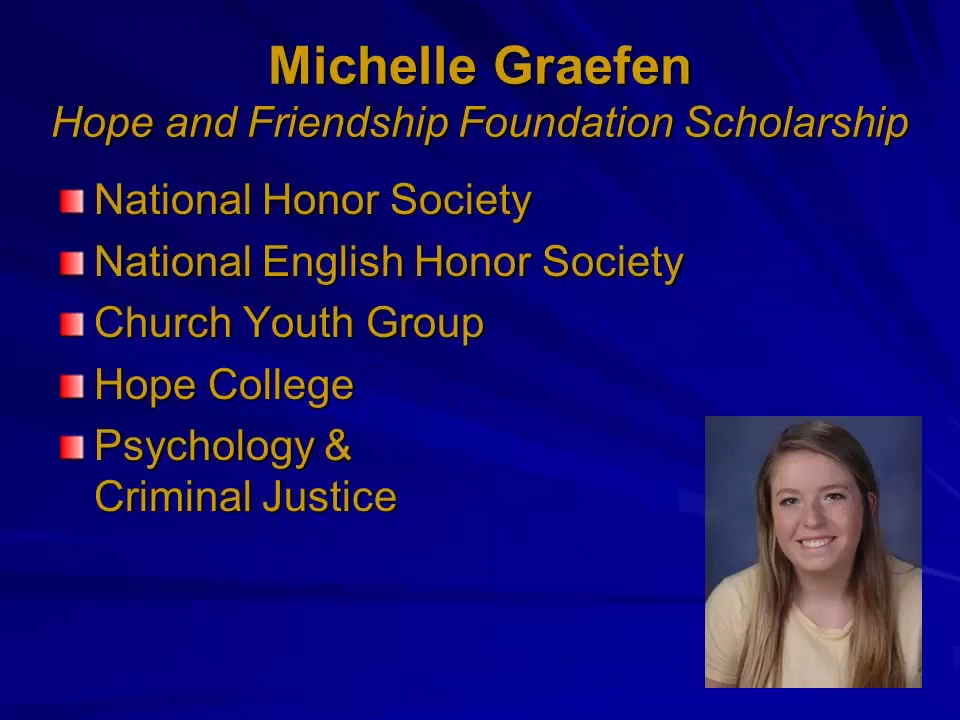 Michelle Graefen
Hope and Friendship Foundation Scholarship
National Honor Society
National English Honor Society
Church Youth Group
Hope College
Psychology &
Criminal Justice